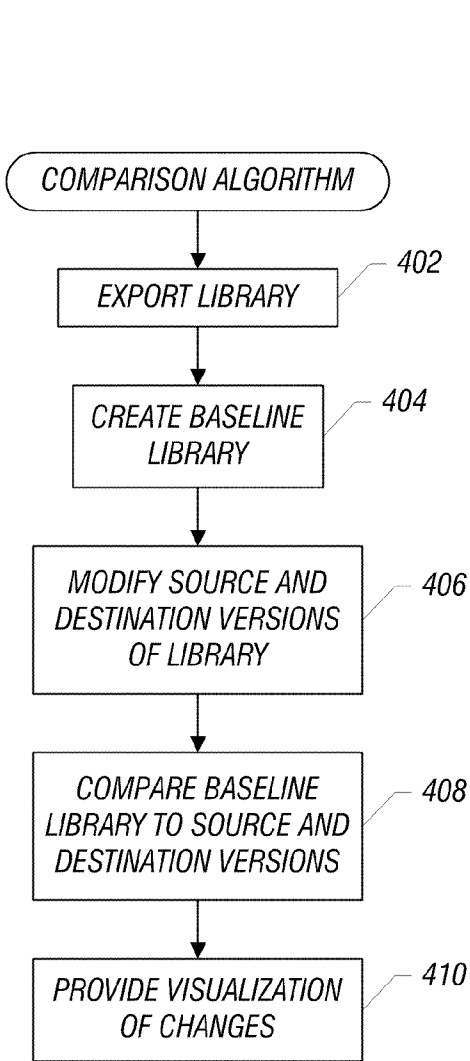 COMPARISON ALGORITHM
402
EXPORT LIBRARY
404
CREATE BASELINE
LIBRARY
406
MODIFY SOURCE AND
DESTINATION VERSIONS
OF LIBRARY
408
COMPARE BASELINE
LIBRARY TO SOURCE AND
DESTINATION VERSIONS
410
PROVIDE VISUALIZATION
OF CHANGES